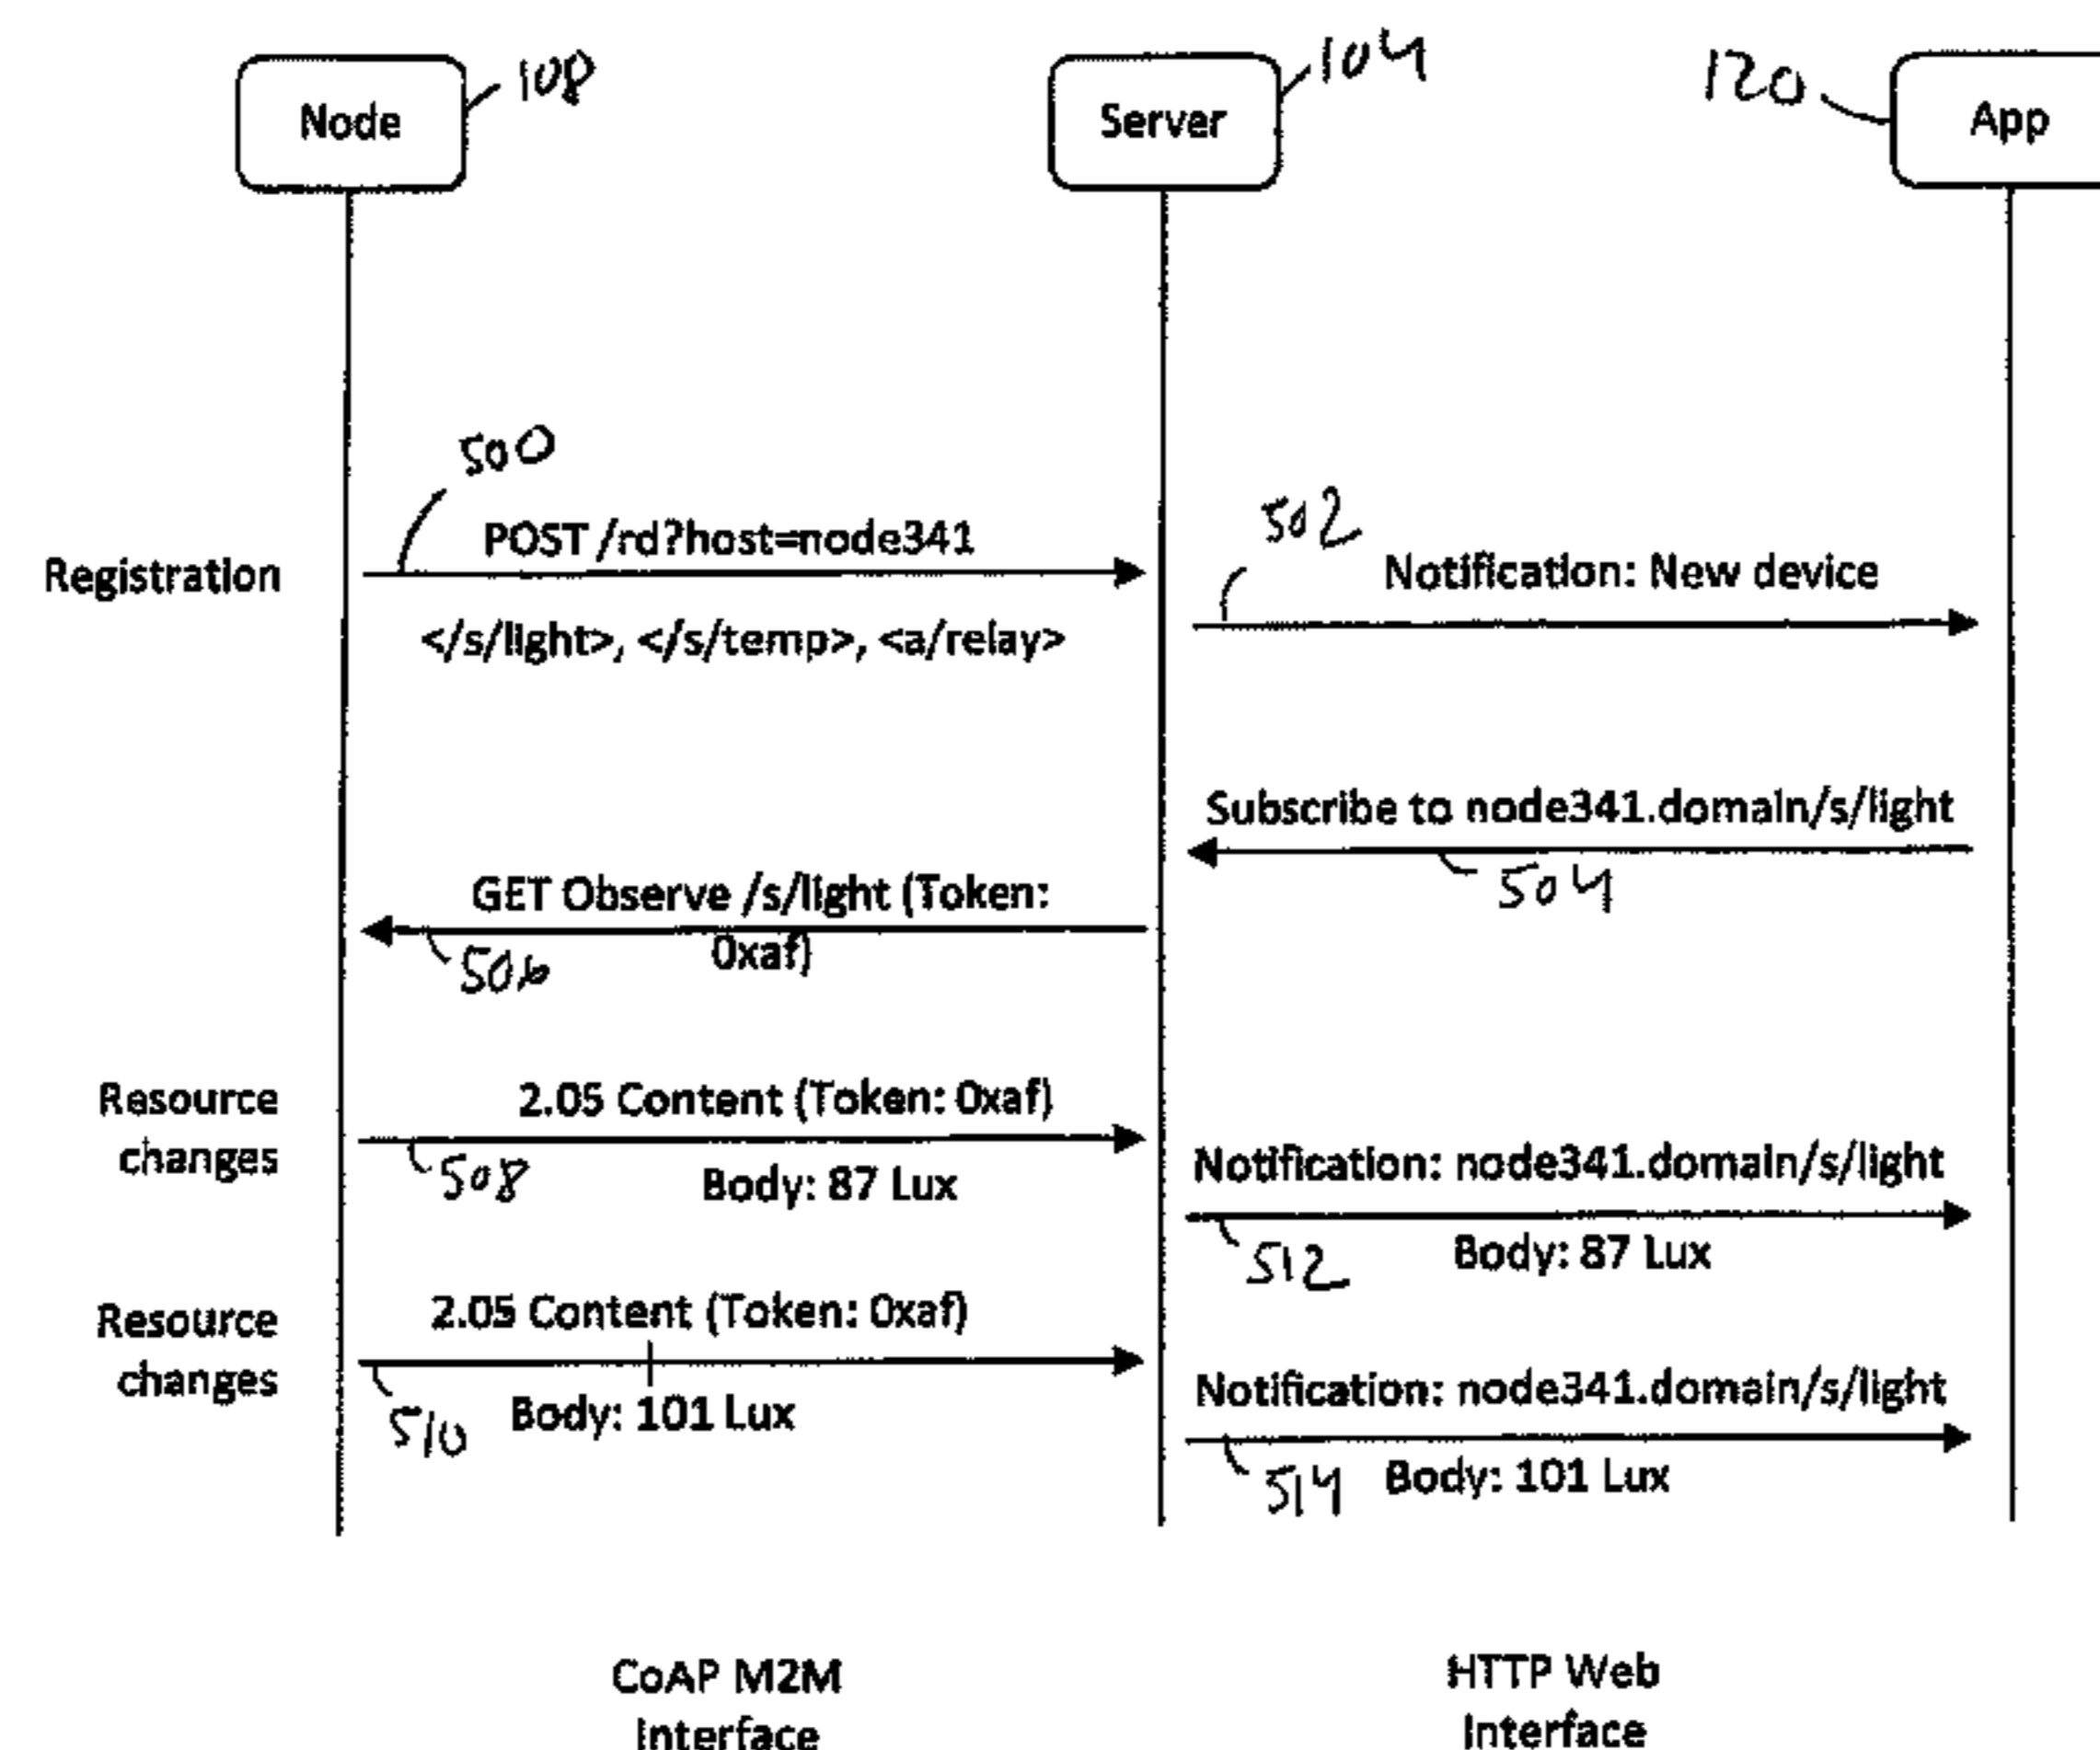 Node
108
Server
104
120
App
500
POST /rd?host=node341
502
Notification: New device
Registration
</s/light>, </s/temp>, <a/relay>
Subscribe to node341.domain/s/light
504
GET Observe /s/light (Token:
0xaf)
506
Resource
changes
2.05 Content (Token: 0xaf)
508
Body: 87 Lux
Notification: node341.domain/s/light
512
Body: 87 Lux
Resource
changes
2.05 Content (Token: 0xaf)
510
Body: 101 Lux
Notification: node341.domain/s/light
514
Body: 101 Lux
CoAP M2M
Interface
HTTP Web
Interface